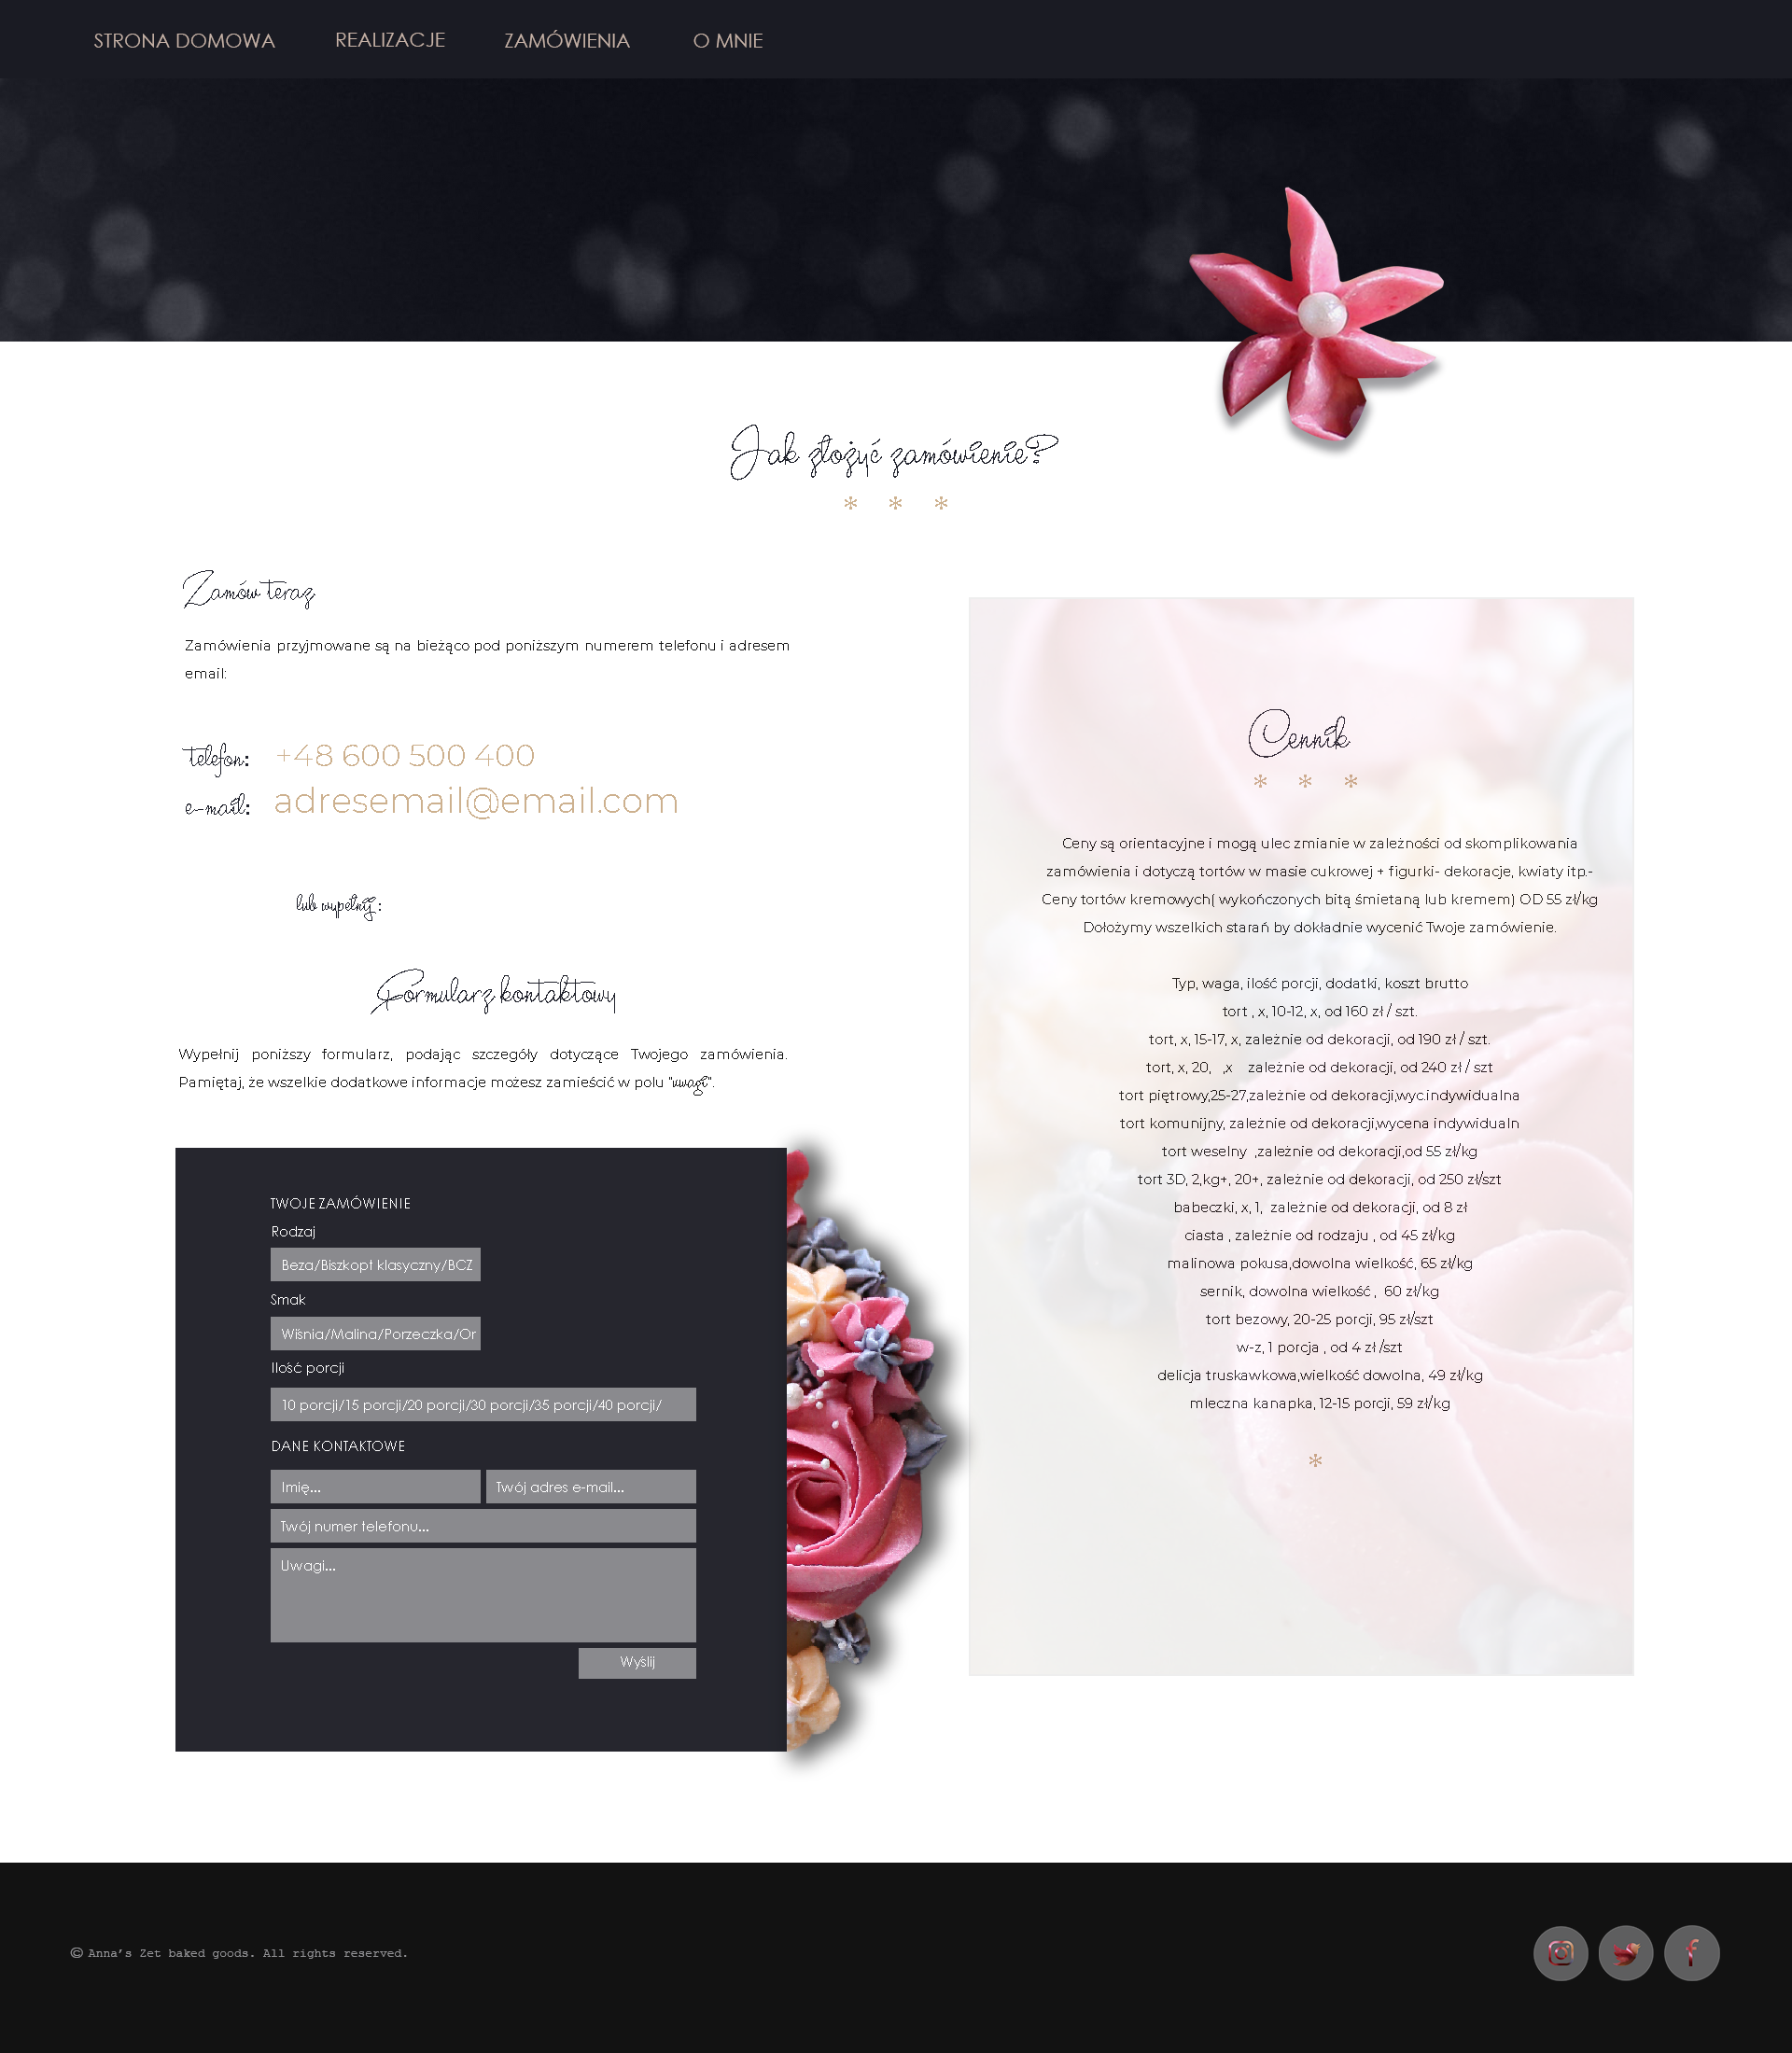 STRONA DOMOWA REALIZACJE ZAMÓWIENIA O MNIE
Jak złożyć zamówienie?
* * *
Zamów teraz
Zamówienia przyjmowane są na bieżąco pod poniższym numerem telefonu i adresem
email:
telefon: +48 600 500 400
e-mail: adresemail@email.com
lub wypełnij :
Formularz kontaktowy
Wypełnij poniższy formularz, podając szczegóły dotyczące Twojego zamówienia.
Pamiętaj, że wszelkie dodatkowe informacje możesz zamieścić w polu "uwagi".
TWOJE ZAMÓWIENIE
Rodzaj
Beza/Biszkopt klasyczny/BCZ
Smak
Wiśnia/Malina/Porzeczka/Or
Ilość porcji
10 porcji/15 porcji/20 porcji/30 porcji/35 porcji/40 porcji/
DANE KONTAKTOWE
Imię... Twój adres e-mail...
Twój numer telefonu...
Uwagi...
Wyślij
Cennik
* * *
Ceny są orientacyjne i mogą ulec zmianie w zależności od skomplikowania
zamówienia i dotyczą tortów w masie cukrowej + figurki- dekoracje, kwiaty itp.-
Ceny tortów kremowych( wykończonych bitą śmietaną lub kremem) OD 55 zł/kg
Dołożymy wszelkich starań by dokładnie wycenić Twoje zamówienie.
Typ, waga, ilość porcji, dodatki, koszt brutto
tort , x, 10-12, x, od 160 zł / szt.
tort, x, 15-17, x, zależnie od dekoracji, od 190 zł / szt.
tort, x, 20, ,x zależnie od dekoracji, od 240 zł / szt
tort piętrowy,25-27,zależnie od dekoracji,wyc.indywidualna
tort komunijny, zależnie od dekoracji,wycena indywidualn
tort weselny ,zależnie od dekoracji,od 55 zł/kg
tort 3D, 2,kg+, 20+, zależnie od dekoracji, od 250 zł/szt
babeczki, x, 1, zależnie od dekoracji, od 8 zł
ciasta , zależnie od rodzaju , od 45 zł/kg
malinowa pokusa,dowolna wielkość, 65 zł/kg
sernik, dowolna wielkość , 60 zł/kg
tort bezowy, 20-25 porcji, 95 zł/szt
w-z, 1 porcja , od 4 zł /szt
delicja truskawkowa,wielkość dowolna, 49 zł/kg
mleczna kanapka, 12-15 porcji, 59 zł/kg
*
© Anna's Zet baked goods. All rights reserved.